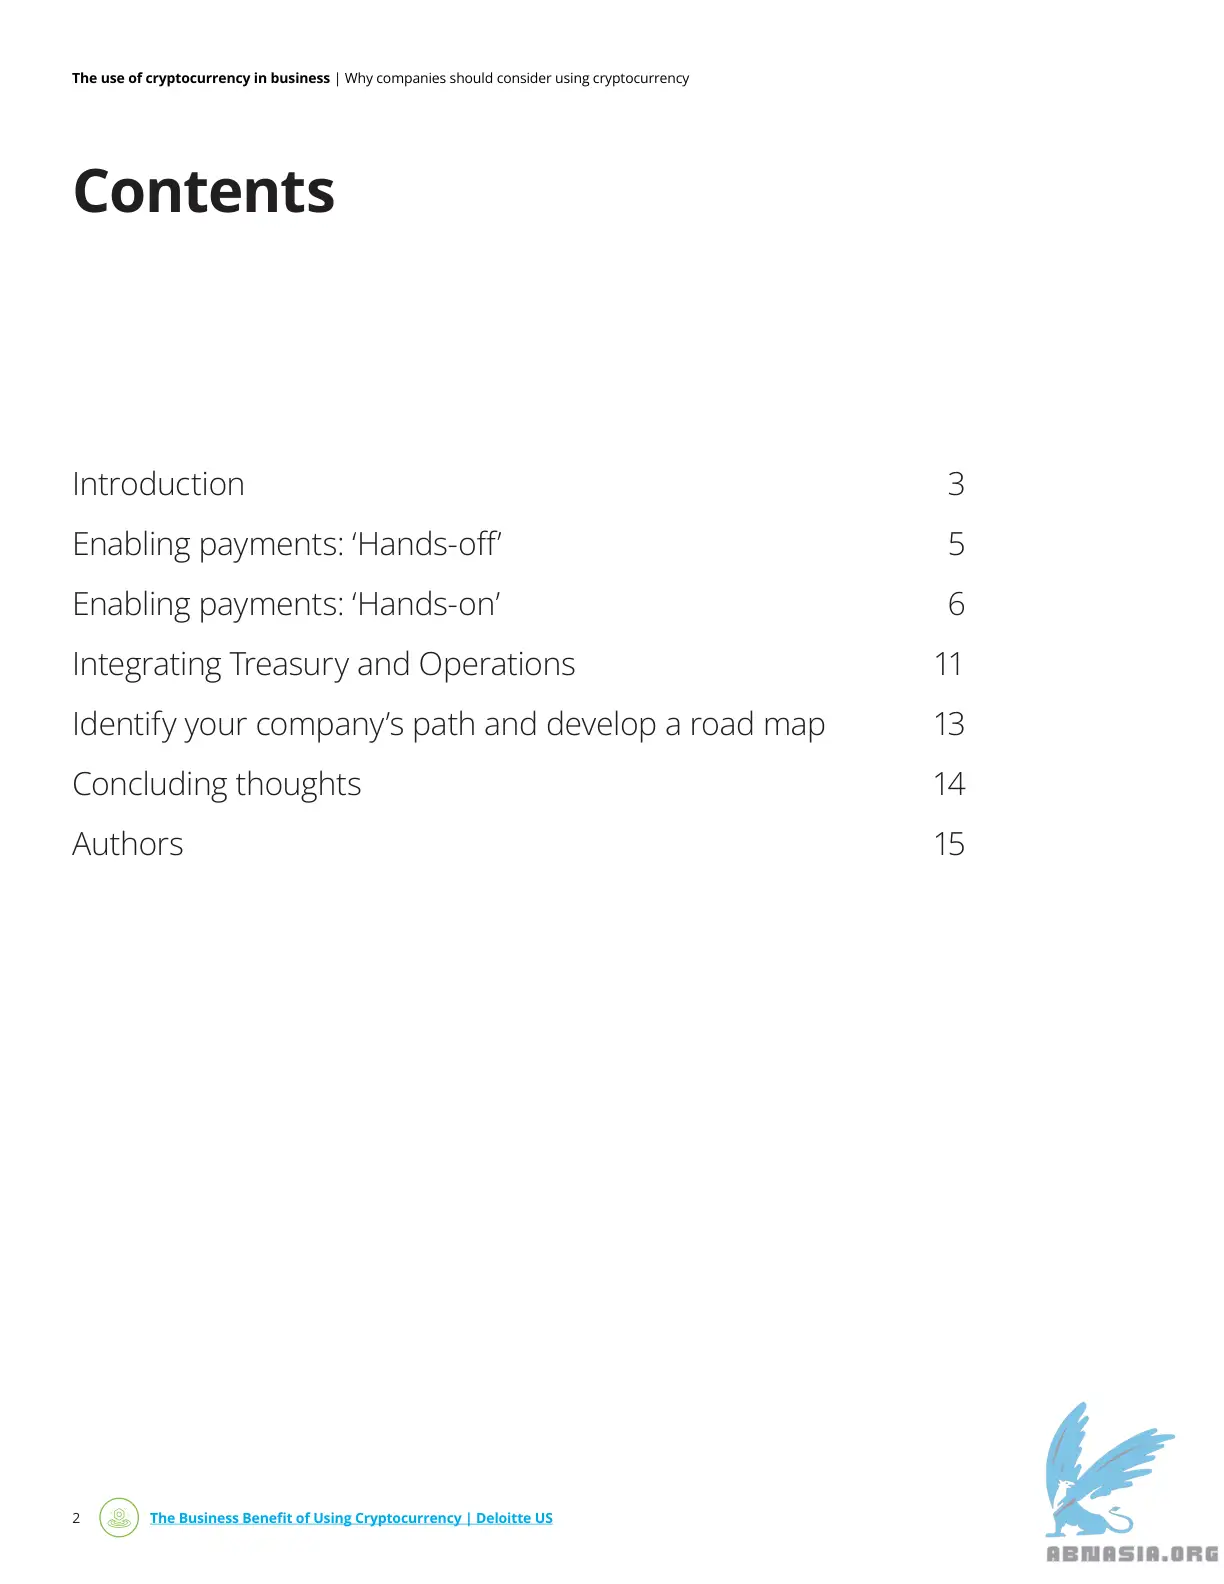 The use of cryptocurrency in business | Why companies should consider using cryptocurrency
Contents
Introduction 3
Enabling payments: ‘Hands-off’ 5
Enabling payments: ‘Hands-on’ 6
Integrating Treasury and Operations 11
Identify your company’s path and develop a road map 13
Concluding thoughts 14
Authors 15
2 The Business Benefit of Using Cryptocurrency | Deloitte US
ABNASIA.ORG